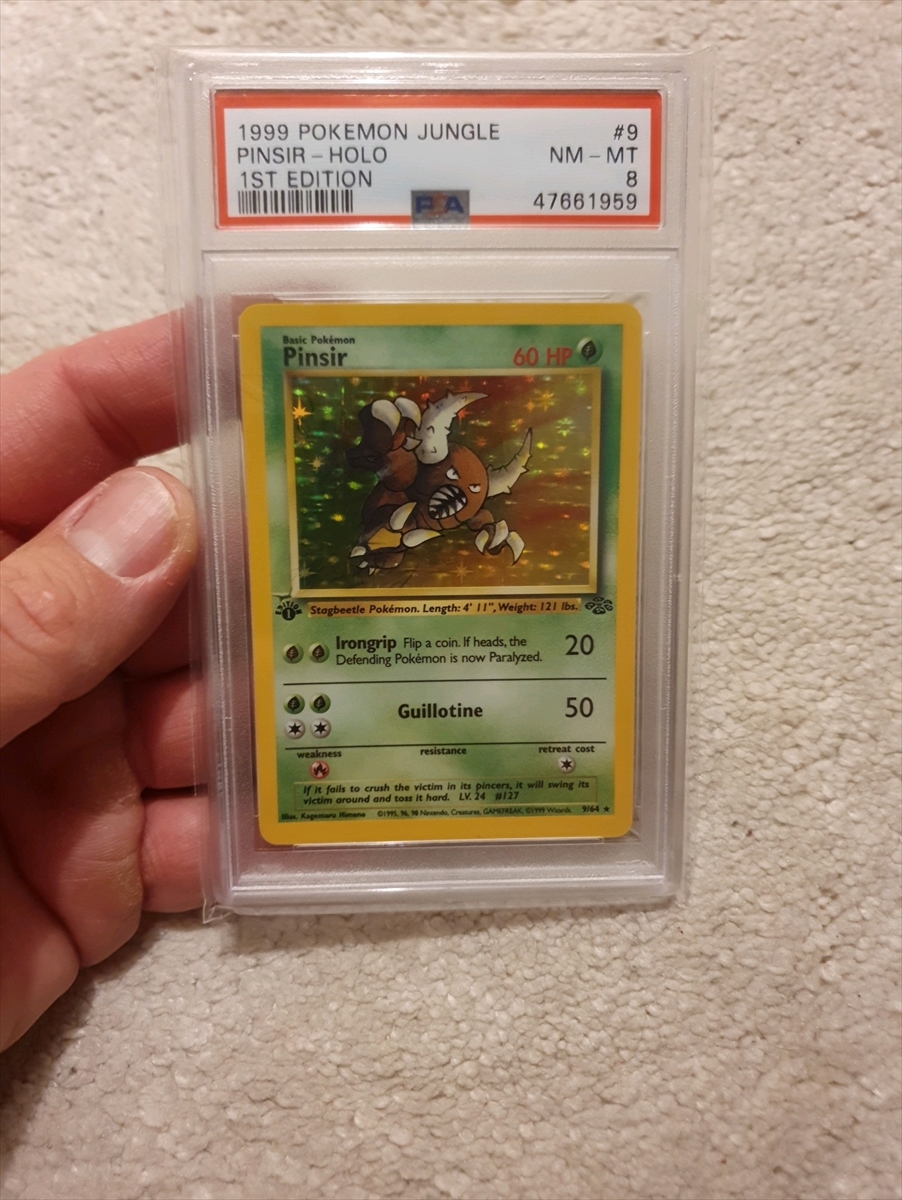 1999 POKEMON JUNGLE #9
PINSIR - HOLO NM - MT
1ST EDITION 8
PSA 47661959
Basic Pokémon
Pinsir 60 HP
EDITION 1
Stagbeetle Pokémon. Length: 4' 11", Weight: 121 lbs.
Irongrip Flip a coin. If heads, the
Defending Pokémon is now Paralyzed. 20
Guillotine 50
weakness resistance retreat cost
If it fails to crush the victim in its pincers, it will swing its
victim around and toss it hard. LV. 24 #127
Illus. Kagemaru Himeno ©1995, 96, 98 Nintendo, Creatures, GAMEFREAK. ©1999 Wizards. 9/64 ★